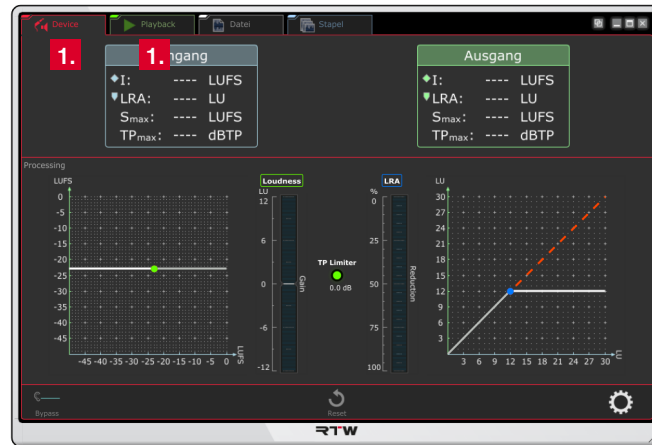 Device Playback Datei Stapel
1. 1.
ngang
I: ---- LUFS
LRA: ---- LU
Smax: ---- LUFS
TPmax: ---- dBTP
Ausgang
I: ---- LUFS
LRA: ---- LU
Smax: ---- LUFS
TPmax: ---- dBTP
Processing
LUFS
0
-5
-10
-15
-20
-25
-30
-35
-40
-45
-45 -40 -35 -30 -25 -20 -15 -10 -5 0
LUFS
Loudness
LU
12
6
0
-6
-12
Gain
TP Limiter
0.0 dB
LRA
%
0
25
50
75
100
Reduction
LU
30
27
24
21
18
15
12
9
6
3
3 6 9 12 15 18 21 24 27 30
LU
Bypass
Reset
RTW